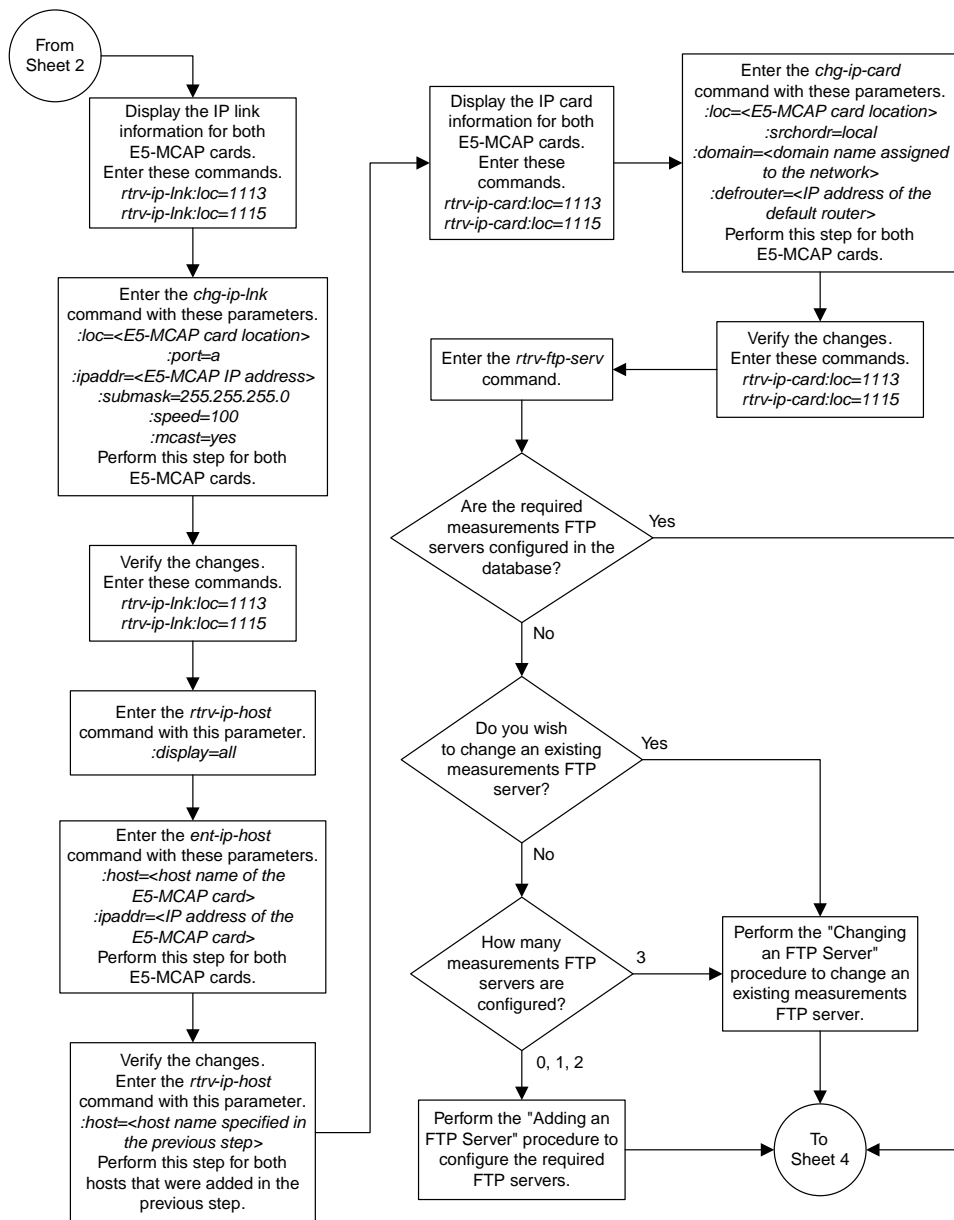 From
Sheet 2
Display the IP link
information for both
E5-MCAP cards.
Enter these commands.
rtrv-ip-lnk:loc=1113
rtrv-ip-lnk:loc=1115
Enter the chg-ip-lnk
command with these parameters.
:loc=<E5-MCAP card location>
:port=a
:ipaddr=<E5-MCAP IP address>
:submask=255.255.255.0
:speed=100
:mcast=yes
Perform this step for both
E5-MCAP cards.
Verify the changes.
Enter these commands.
rtrv-ip-lnk:loc=1113
rtrv-ip-lnk:loc=1115
Enter the rtrv-ip-host
command with this parameter.
:display=all
Enter the ent-ip-host
command with these parameters.
:host=<host name of the
E5-MCAP card>
:ipaddr=<IP address of the
E5-MCAP card>
Perform this step for both
E5-MCAP cards.
Verify the changes.
Enter the rtrv-ip-host
command with this parameter.
:host=<host name specified in
the previous step>
Perform this step for both
hosts that were added in the
previous step.
Display the IP card
information for both
E5-MCAP cards.
Enter these
commands.
rtrv-ip-card:loc=1113
rtrv-ip-card:loc=1115
Enter the chg-ip-card
command with these parameters.
:loc=<E5-MCAP card location>
:srchordr=local
:domain=<domain name assigned
to the network>
:defrouter=<IP address of the
default router>
Perform this step for both
E5-MCAP cards.
Verify the changes.
Enter these commands.
rtrv-ip-card:loc=1113
rtrv-ip-card:loc=1115
Enter the rtrv-ftp-serv
command.
Are the required
measurements FTP
servers configured in the
database?
Yes
No
Do you wish
to change an existing
measurements FTP
server?
Yes
No
How many
measurements FTP
servers are
configured?
3
0, 1, 2
Perform the "Changing
an FTP Server"
procedure to change an
existing measurements
FTP server.
Perform the "Adding an
FTP Server" procedure to
configure the required
FTP servers.
To
Sheet 4